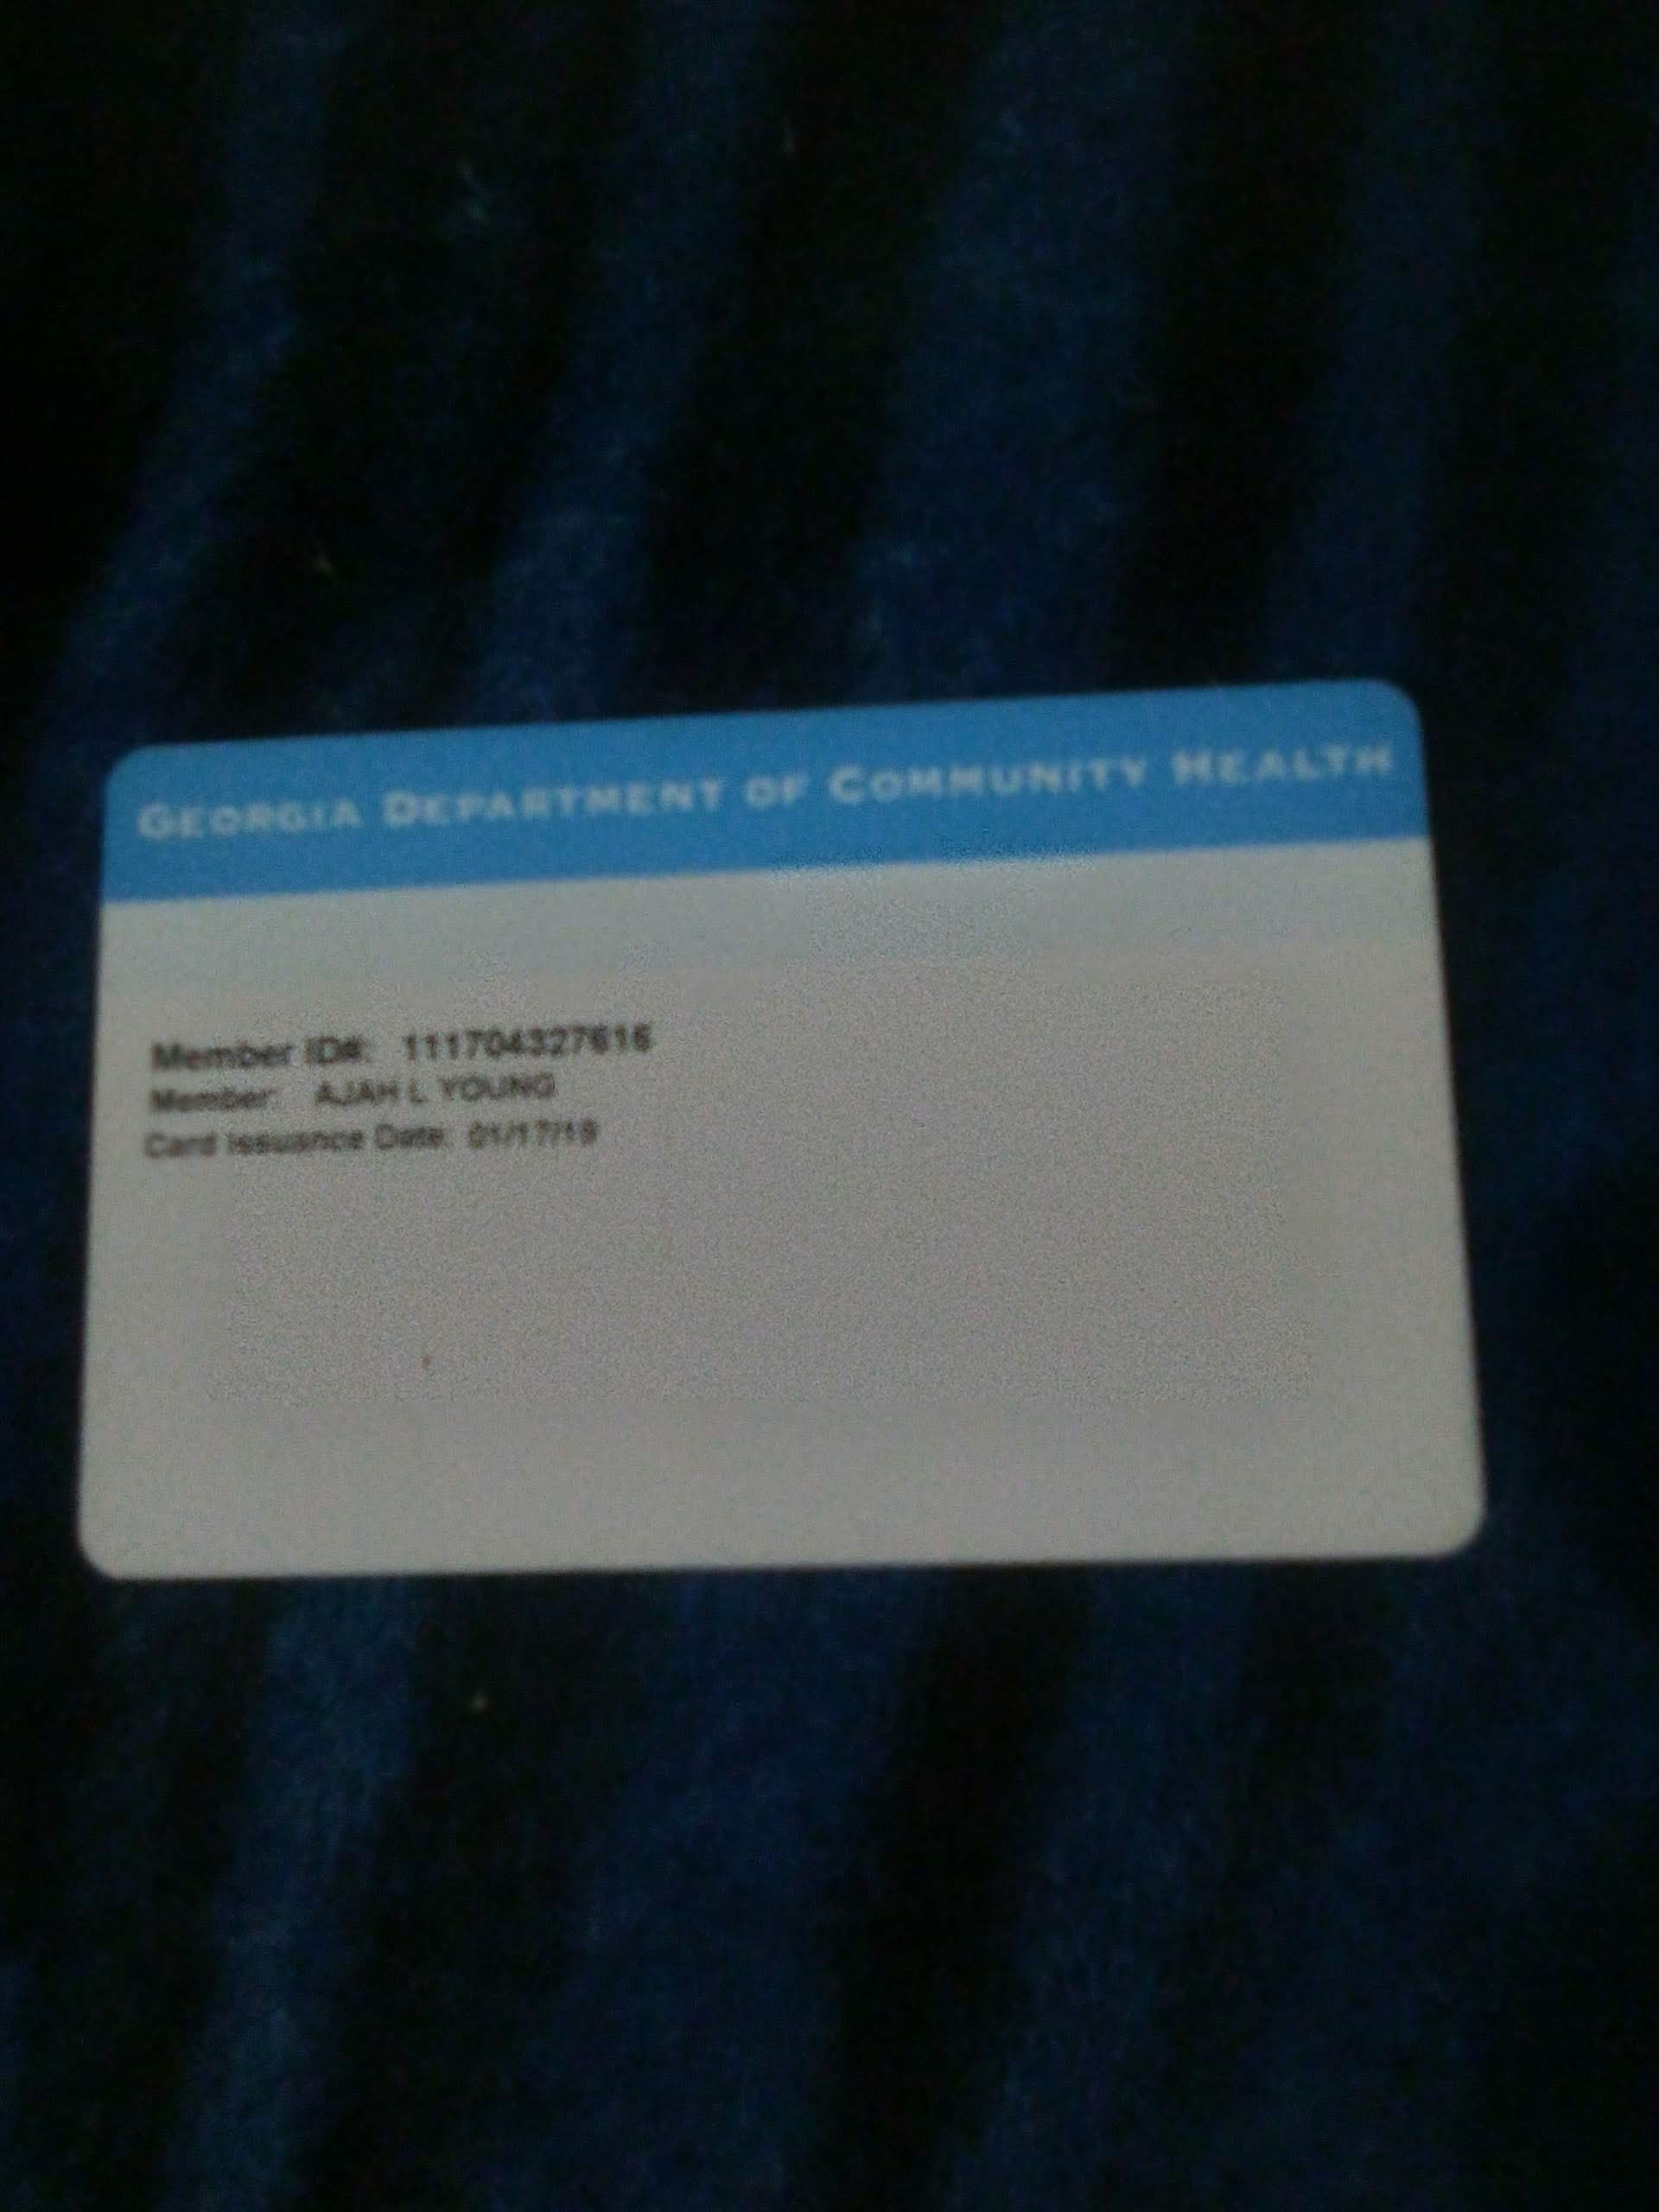 GEORGIA DEPARTMENT OF COMMUNITY HEALTH
Member ID#: 111704327616
Member: AJAH L YOUNG
Card Issuance Date: 01/17/19